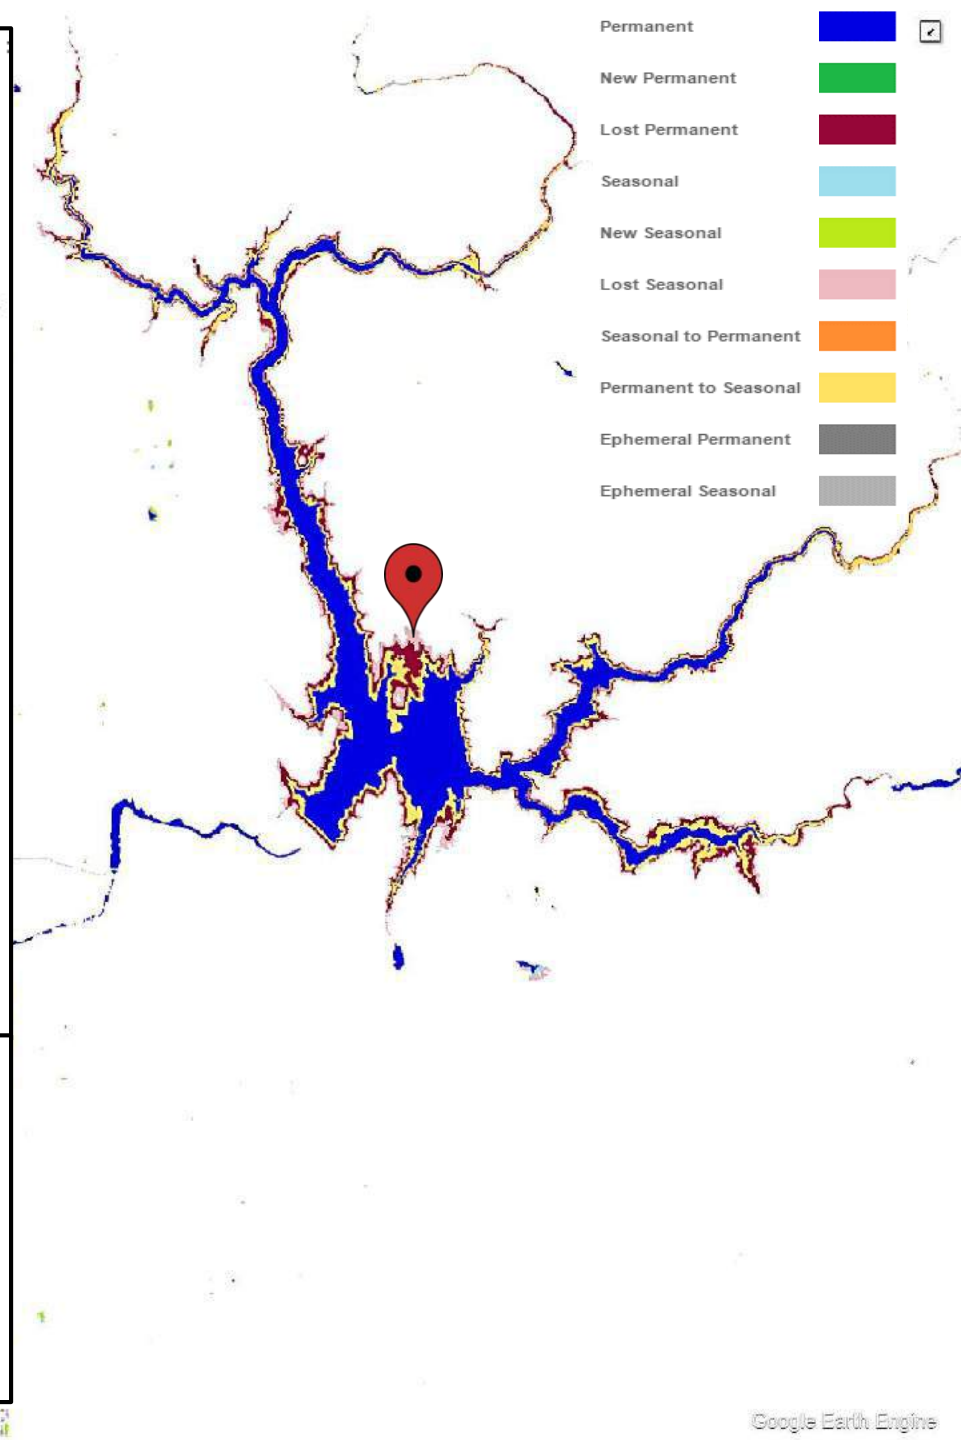 Permanent
New Permanent
Lost Permanent
Seasonal
New Seasonal
Lost Seasonal
Seasonal to Permanent
Permanent to Seasonal
Ephemeral Permanent
Ephemeral Seasonal
Google Earth Engine